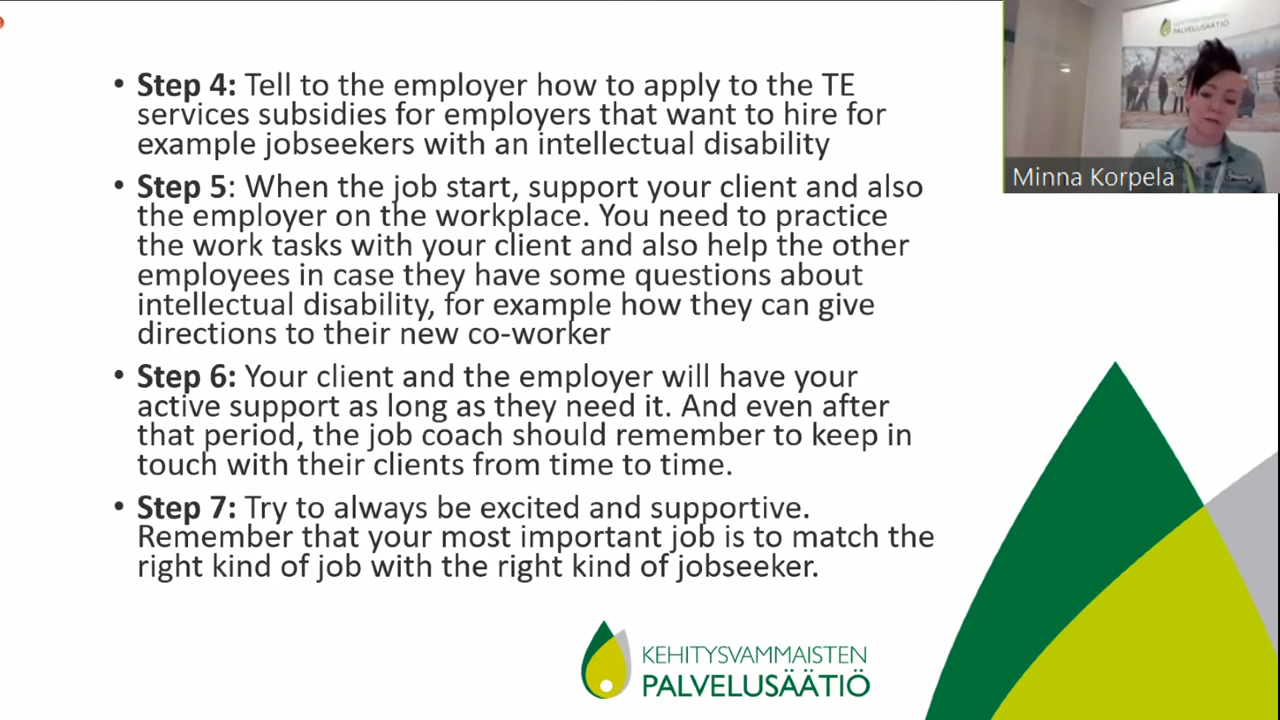 • Step 4: Tell to the employer how to apply to the TE
services subsidies for employers that want to hire for
example jobseekers with an intellectual disability
• Step 5: When the job start, support your client and also
the employer on the workplace. You need to practice
the work tasks with your client and also help the other
employees in case they have some questions about
intellectual disability, for example how they can give
directions to their new co-worker
• Step 6: Your client and the employer will have your
active support as long as they need it. And even after
that period, the job coach should remember to keep in
touch with their clients from time to time.
• Step 7: Try to always be excited and supportive.
Remember that your most important job is to match the
right kind of job with the right kind of jobseeker.
KEHITYSVAMMAISTEN
PALVELUSÄÄTIÖ
KEHITYSVAMMAISTEN
PALVELUSÄÄTIÖ
Minna Korpela